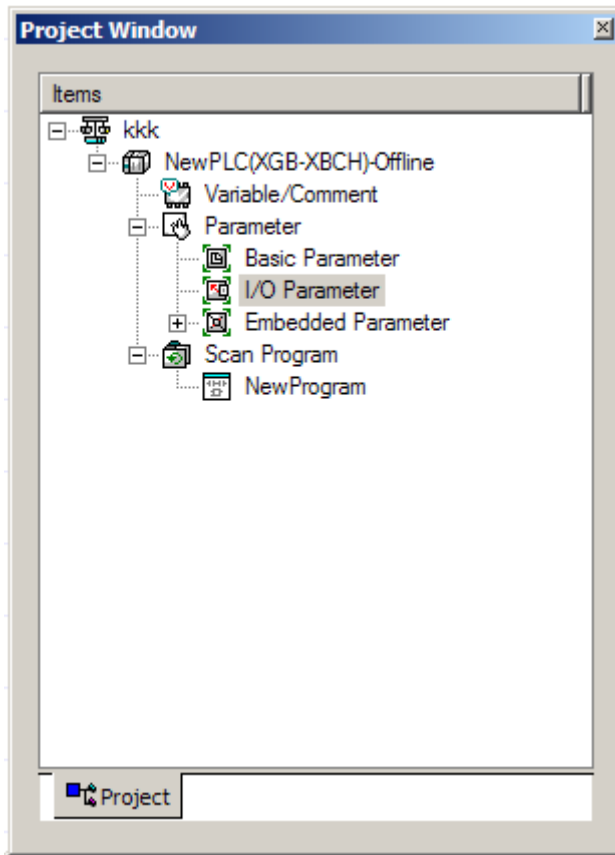 Project Window
Items
kkk
NewPLC(XGB-XBCH)-Offline
Variable/Comment
Parameter
Basic Parameter
I/O Parameter
Embedded Parameter
Scan Program
NewProgram
Project